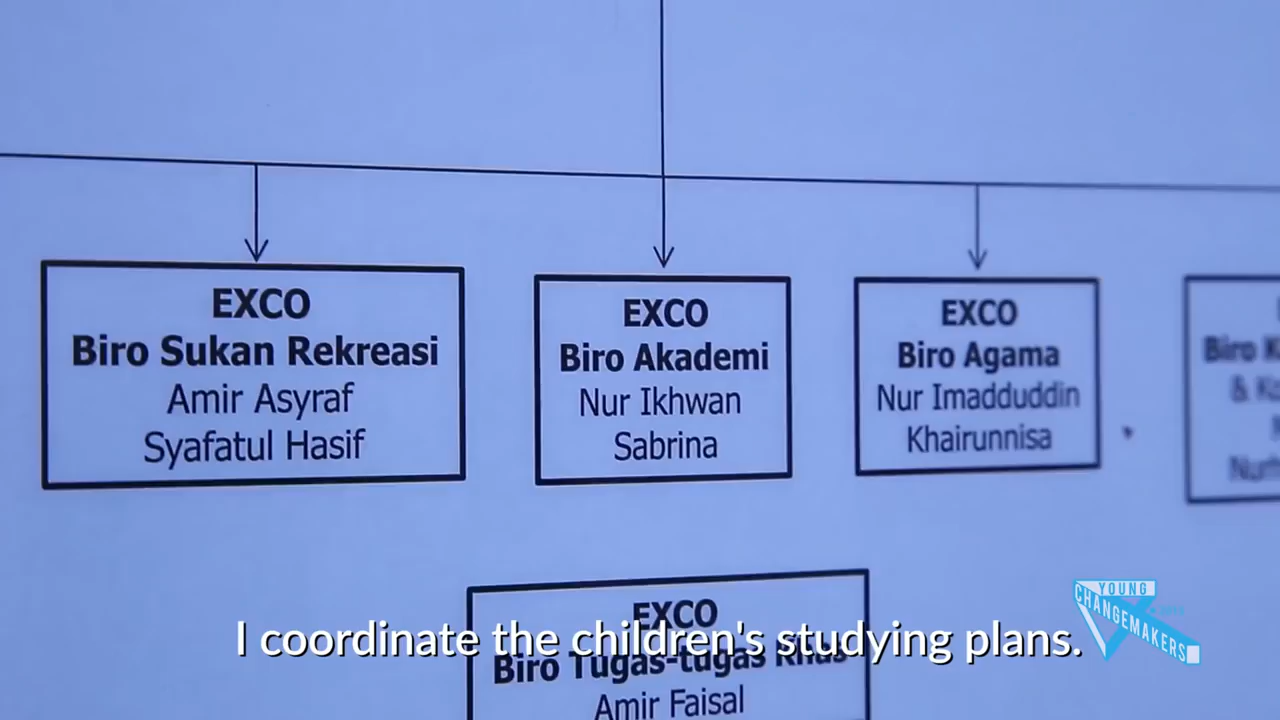 EXCO
Biro Sukan Rekreasi
Amir Asyraf
Syafatul Hasif
EXCO
Biro Akademi
Nur Ikhwan
Sabrina
EXCO
Biro Agama
Nur Imadduddin
Khairunnisa
Biro
&
EXCO
Biro Tugas-tugas Khas
Amir Faisal
I coordinate the children's studying plans.
YOUNG
CHANGEMAKERS